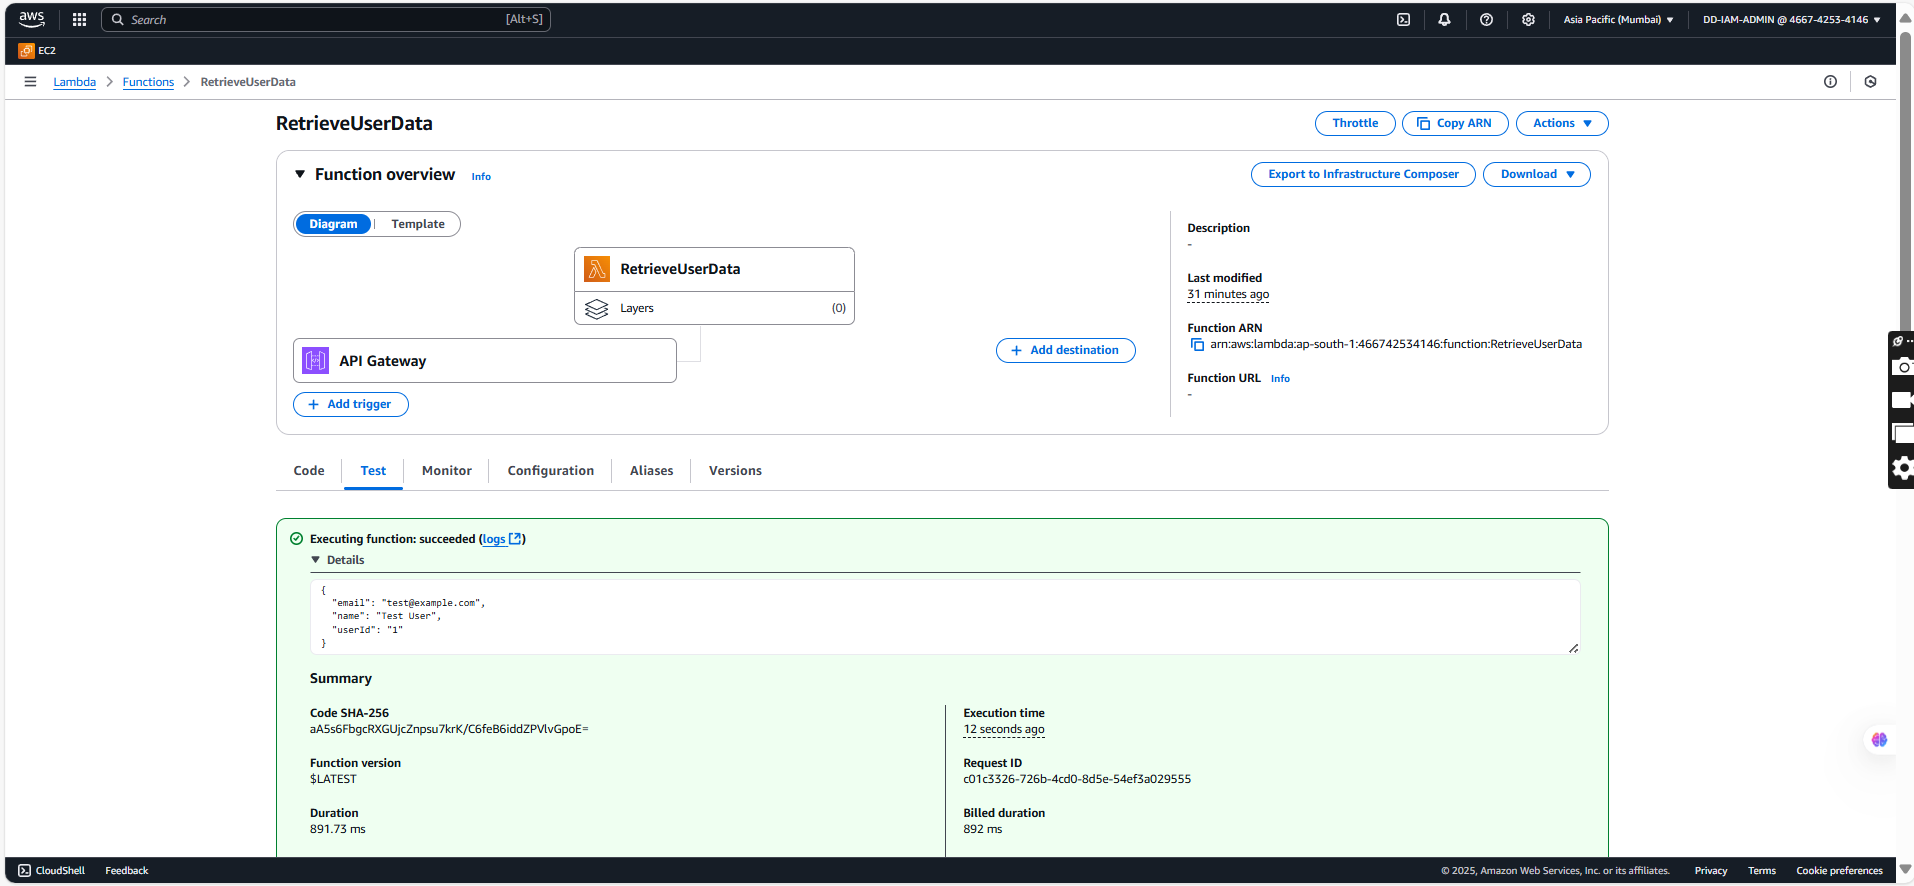 aws
Search [Alt+S]
Asia Pacific (Mumbai) ▼
DD-IAM-ADMIN @ 4667-4253-4146 ▼
EC2
Lambda > Functions > RetrieveUserData
RetrieveUserData
Throttle
Copy ARN
Actions ▼
▼ Function overview Info
Export to Infrastructure Composer
Download ▼
Diagram | Template
RetrieveUserData
Layers (0)
API Gateway
+ Add trigger
+ Add destination
Description
-
Last modified
31 minutes ago
Function ARN
arn:aws:lambda:ap-south-1:466742534146:function:RetrieveUserData
Function URL Info
-
Code
Test
Monitor
Configuration
Aliases
Versions
Executing function: succeeded (logs)
▼ Details
{
"email": "test@example.com",
"name": "Test User",
"userId": "1"
}
Summary
Code SHA-256
aA5s6FbgcRXGUjcZnpsu7krK/C6feB6iddZPVlvGpoE=
Function version
$LATEST
Duration
891.73 ms
Execution time
12 seconds ago
Request ID
c01c3326-726b-4cd0-8d5e-54ef3a029555
Billed duration
892 ms
CloudShell
Feedback
© 2025, Amazon Web Services, Inc. or its affiliates.
Privacy
Terms
Cookie preferences